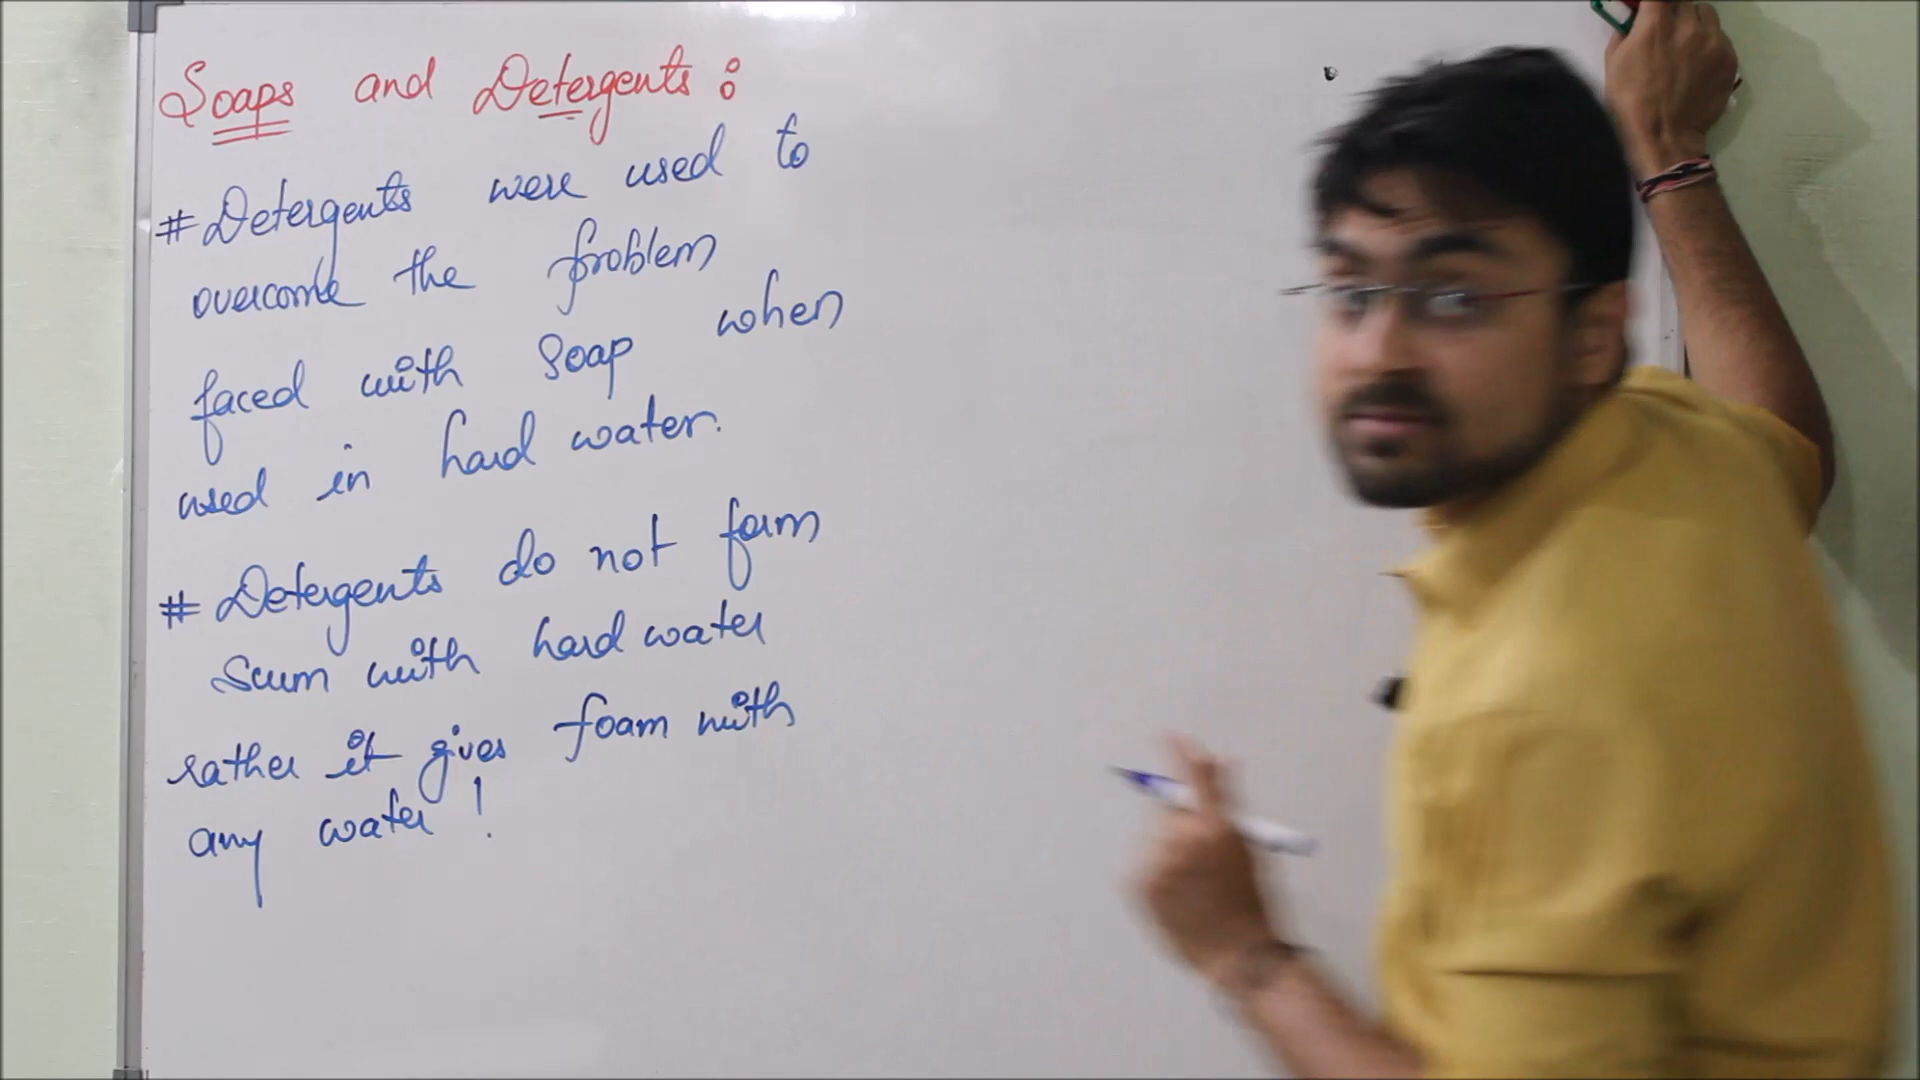 Soaps and Detergents :
# Detergents were used to
overcome the problem
faced with soap when
used in hard water.
# Detergents do not form
scum with hard water
rather it gives foam with
any water !